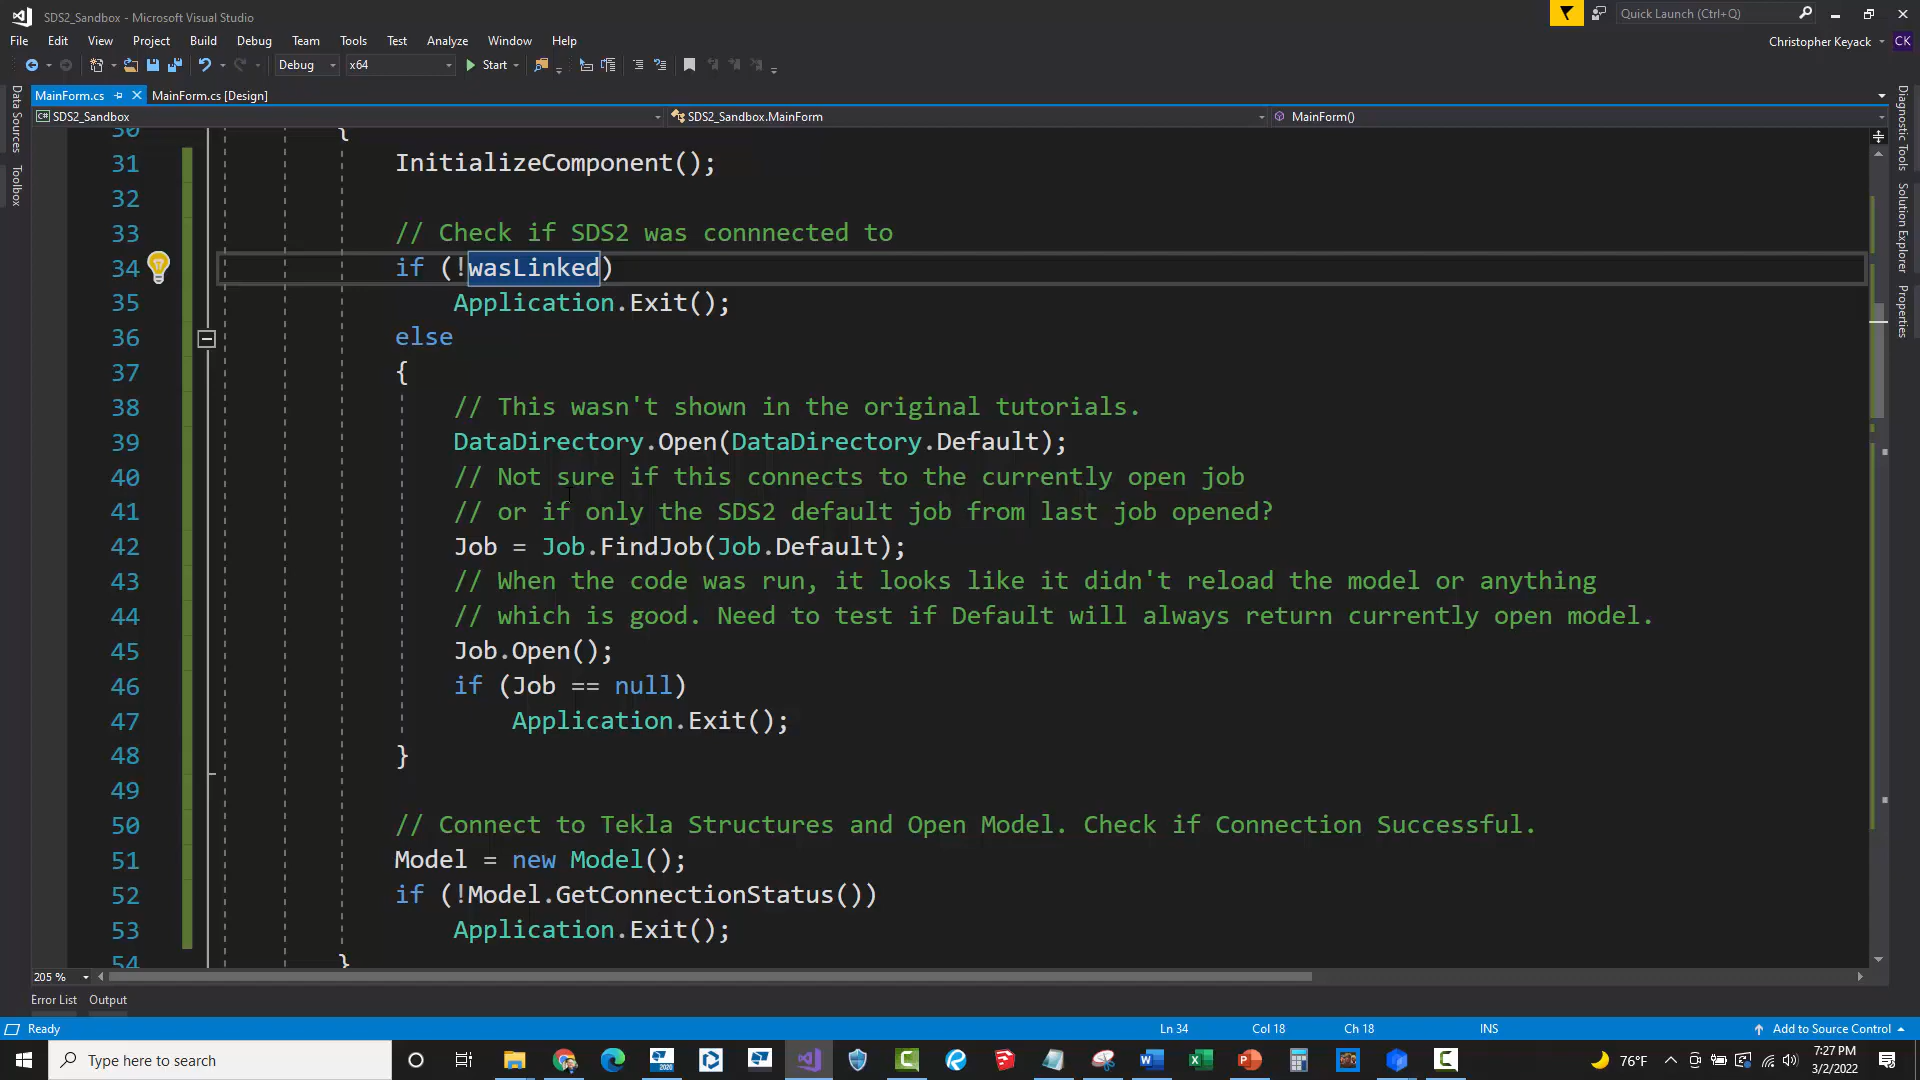 SDS2_Sandbox - Microsoft Visual Studio
Quick Launch (Ctrl+Q)
File Edit View Project Build Debug Team Tools Test Analyze Window Help
Christopher Keyack CK
Debug x64 Start
MainForm.cs MainForm.cs [Design]
C# SDS2_Sandbox SDS2_Sandbox.MainForm MainForm()
Data Sources
Toolbox
Diagnostic Tools
Solution Explorer
Properties
30 {
31 InitializeComponent();
32
33 // Check if SDS2 was connnected to
34 if (!wasLinked)
35 Application.Exit();
36 else
37 {
38 // This wasn't shown in the original tutorials.
39 DataDirectory.Open(DataDirectory.Default);
40 // Not sure if this connects to the currently open job
41 // or if only the SDS2 default job from last job opened?
42 Job = Job.FindJob(Job.Default);
43 // When the code was run, it looks like it didn't reload the model or anything
44 // which is good. Need to test if Default will always return currently open model.
45 Job.Open();
46 if (Job == null)
47 Application.Exit();
48 }
49
50 // Connect to Tekla Structures and Open Model. Check if Connection Successful.
51 Model = new Model();
52 if (!Model.GetConnectionStatus())
53 Application.Exit();
54 }
205 %
Error List Output
Ready Ln 34 Col 18 Ch 18 INS Add to Source Control
Type here to search
2020
76°F
7:27 PM
3/2/2022